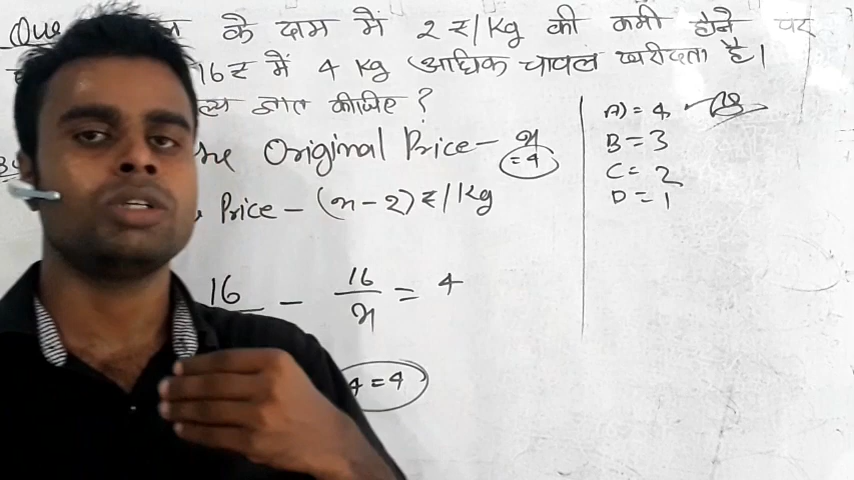 Que के दाम में 2 ₹/Kg की कमी होने पर
16₹ में 4 Kg अधिक चावल खरीदता है।
ज्ञात कीजिए ?
Original Price - x
= 4
Price - (x - 2) ₹/Kg
16 - 16/x = 4
4 = 4
A) = 4
B = 3
C = 2
D = 1